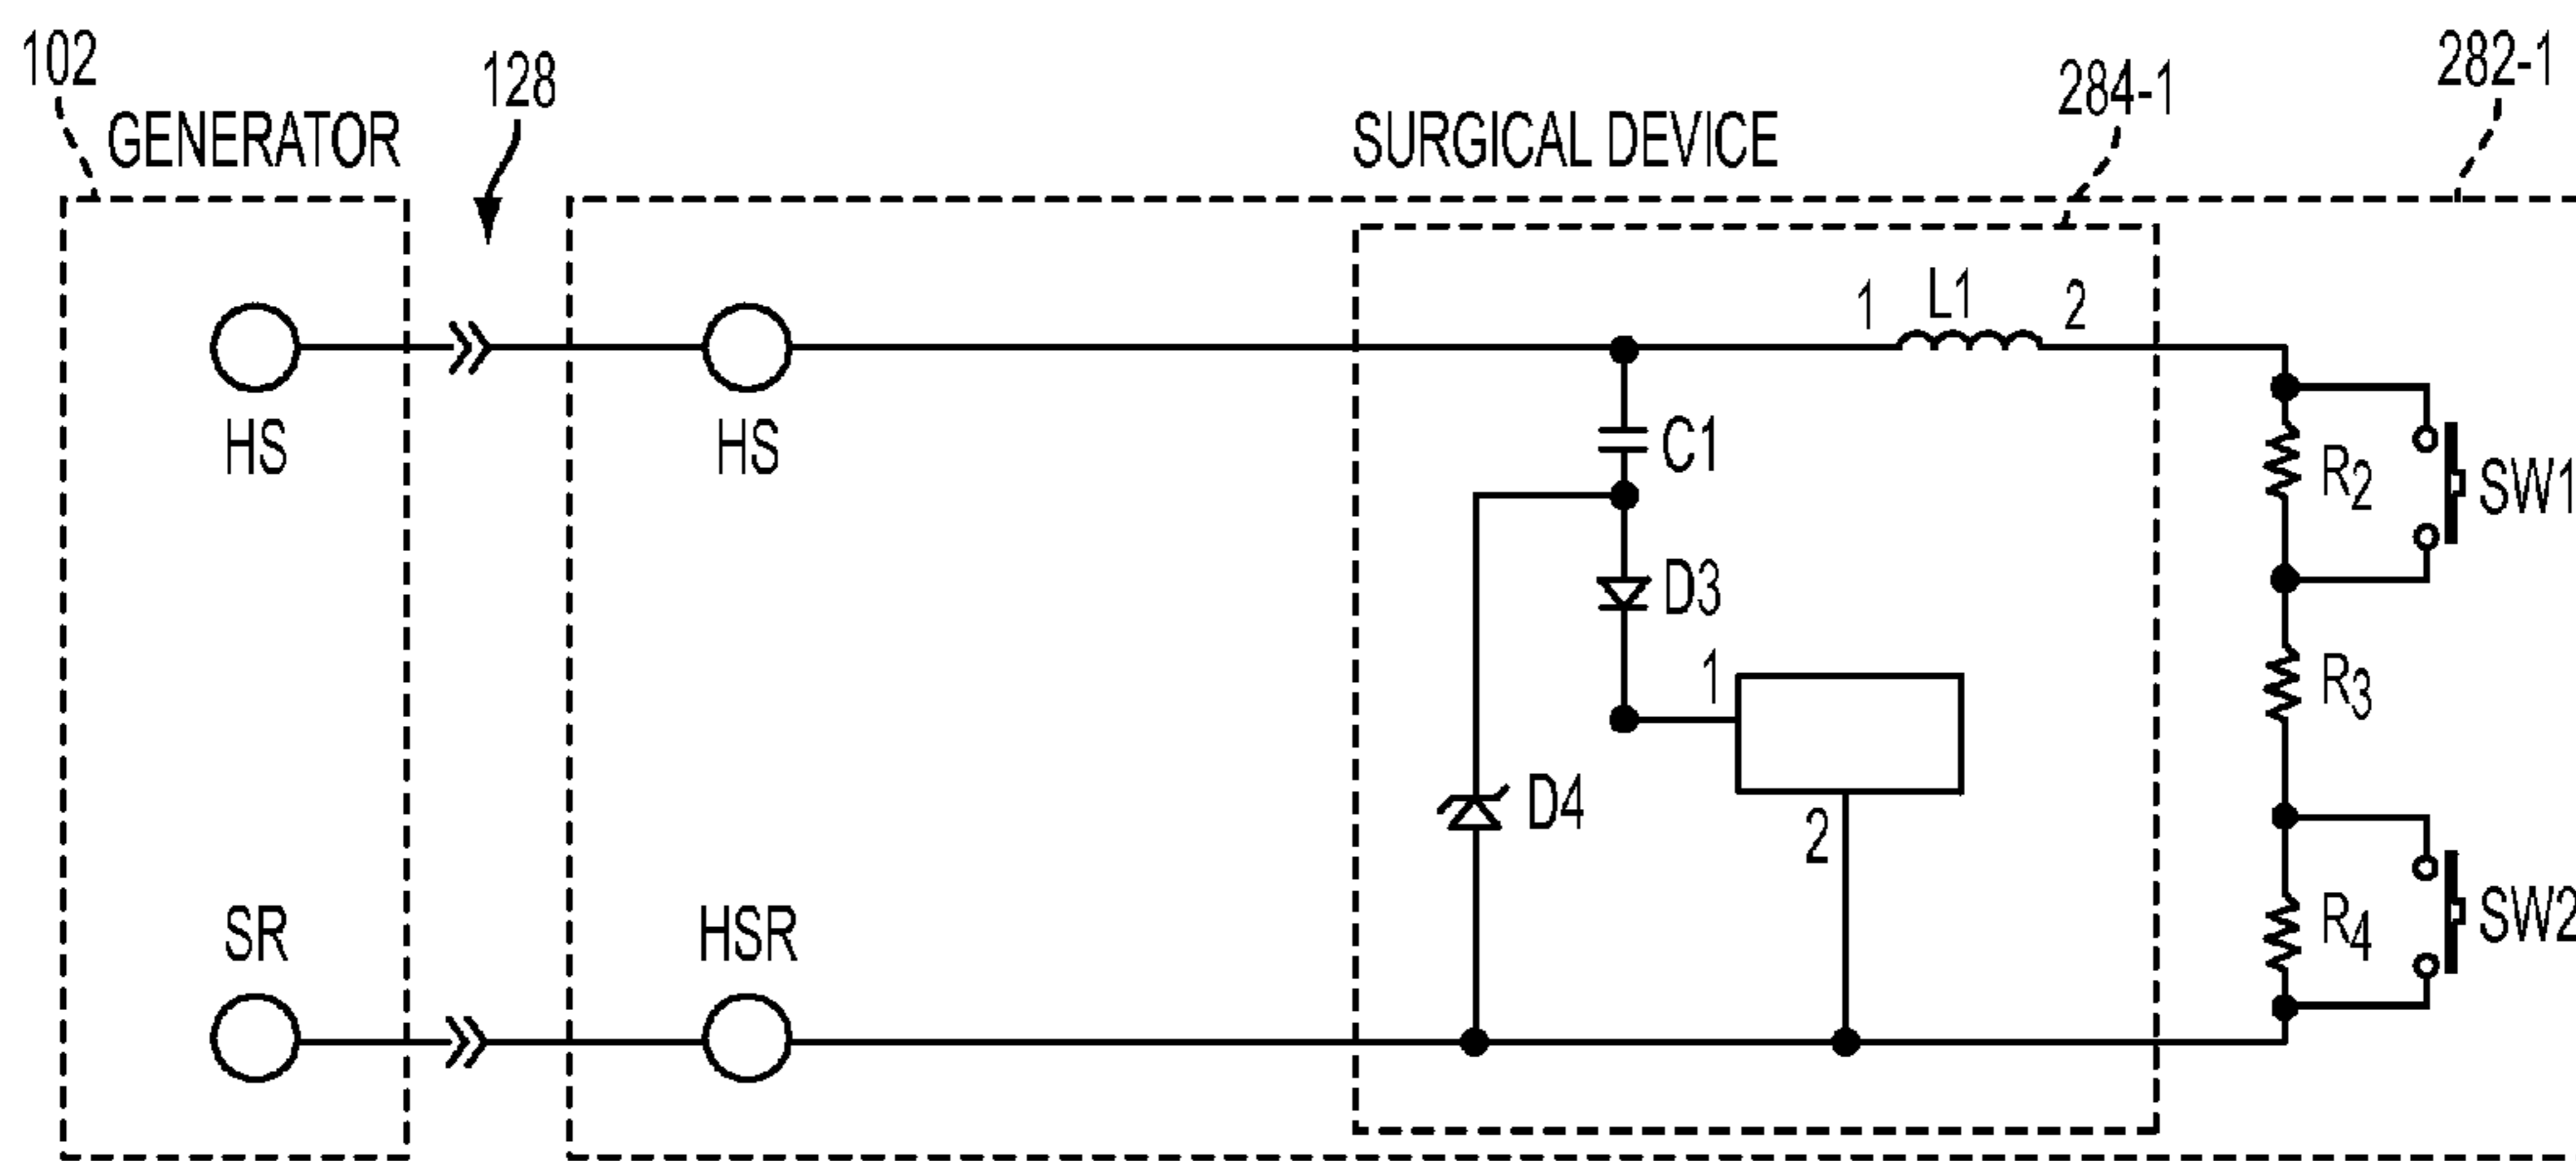 102
128
284-1
282-1
GENERATOR
SURGICAL DEVICE
1
L1
2
HS
HS
C1
R2
SW1
D3
1
R3
D4
2
SR
HSR
R4
SW2